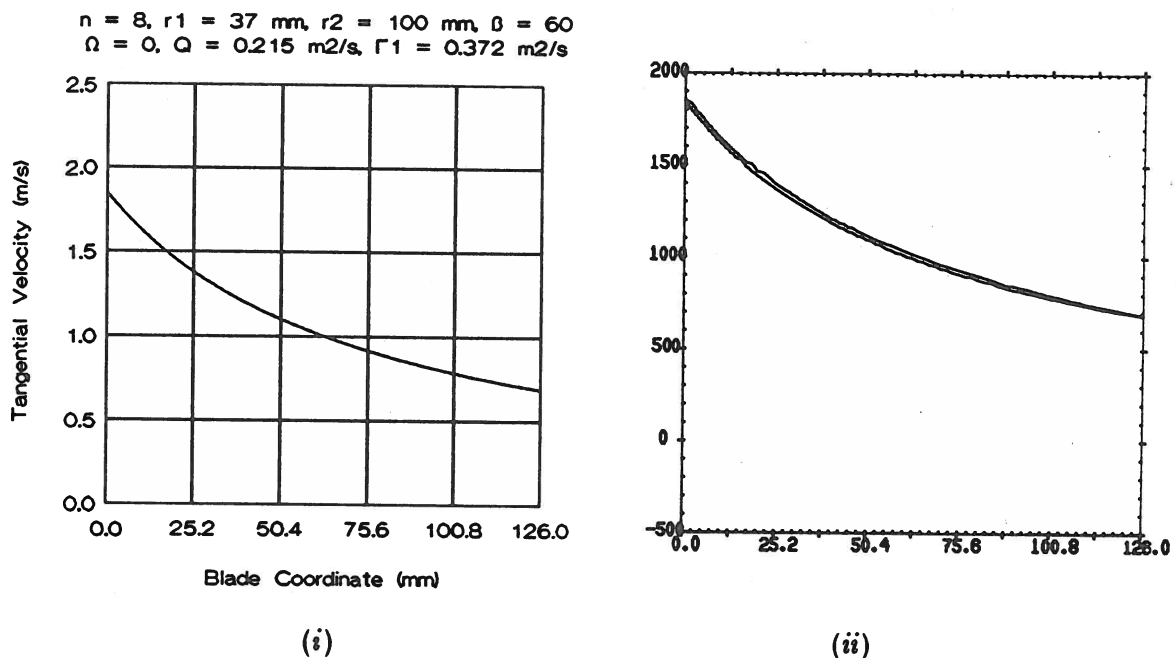 n = 8, r1 = 37 mm, r2 = 100 mm, β = 60
Ω = 0, Q = 0.215 m2/s, Γ1 = 0.372 m2/s
2.5
2.0
1.5
1.0
0.5
0.0
Tangential Velocity (m/s)
0.0 25.2 50.4 75.6 100.8 126.0
Blade Coordinate (mm)
(i)
2000
1500
1000
500
0
-500
0.0 25.2 50.4 75.6 100.8 126.0
(ii)